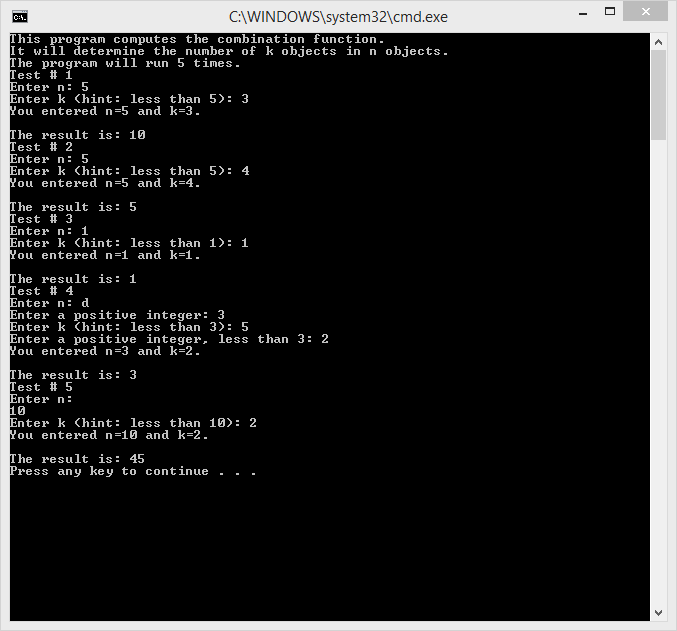 C:\WINDOWS\system32\cmd.exe
This program computes the combination function.
It will determine the number of k objects in n objects.
The program will run 5 times.
Test # 1
Enter n: 5
Enter k (hint: less than 5): 3
You entered n=5 and k=3.
The result is: 10
Test # 2
Enter n: 5
Enter k (hint: less than 5): 4
You entered n=5 and k=4.
The result is: 5
Test # 3
Enter n: 1
Enter k (hint: less than 1): 1
You entered n=1 and k=1.
The result is: 1
Test # 4
Enter n: d
Enter a positive integer: 3
Enter k (hint: less than 3): 5
Enter a positive integer, less than 3: 2
You entered n=3 and k=2.
The result is: 3
Test # 5
Enter n:
10
Enter k (hint: less than 10): 2
You entered n=10 and k=2.
The result is: 45
Press any key to continue . . .